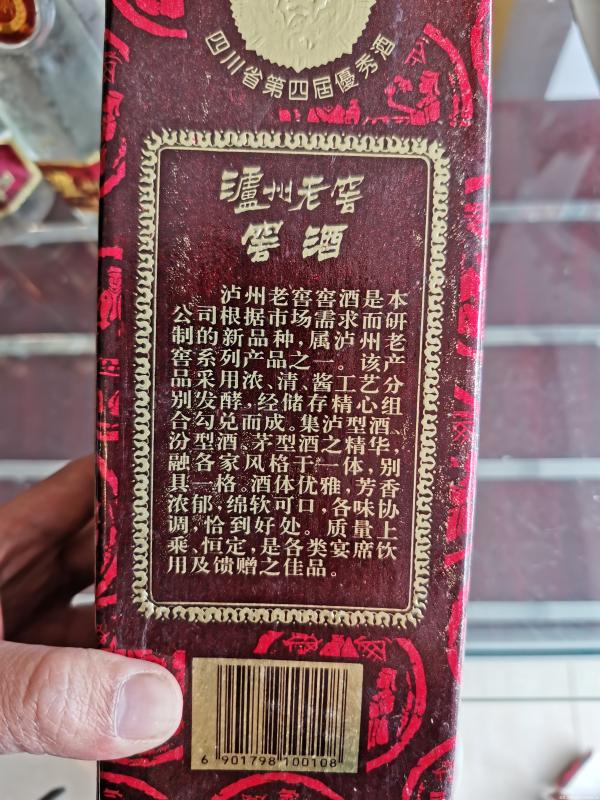 四川省第四届優秀酒
泸州老窖
窖酒
泸州老窖窖酒是本
公司根据市场需求而研
制的新品种,属泸州老
窖系列产品之一。该产
品采用浓、清、酱工艺分
别发酵,经储存精心组
合勾兑而成。集泸型酒、
汾型酒、茅型酒之精华,
融各家风格于一体,别
具一格。酒体优雅,芳香
浓郁,绵软可口,各味协
调,恰到好处。质量上
乘、恒定,是各类宴席饮
用及馈赠之佳品。
6 901798 100108